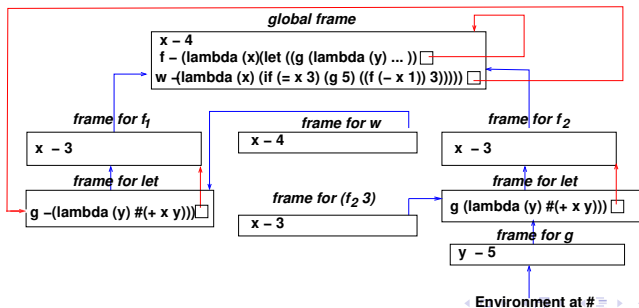 global frame
x – 4
f – (lambda (x)(let ((g (lambda (y) ... ))
w -(lambda (x) (if (= x 3) (g 5) ((f (– x 1)) 3)))))
frame for f1
frame for w
frame for f2
x – 3
x – 4
x – 3
frame for let
frame for (f2 3)
frame for let
g –(lambda (y) #(+ x y)))
x – 3
g (lambda (y) #(+ x y)))
frame for g
y – 5
Environment at #